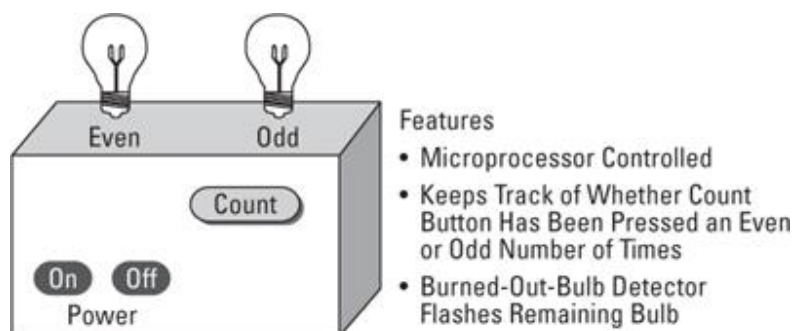 Even Odd
Count
On Off
Power
Features
• Microprocessor Controlled
• Keeps Track of Whether Count
Button Has Been Pressed an Even
or Odd Number of Times
• Burned-Out-Bulb Detector
Flashes Remaining Bulb